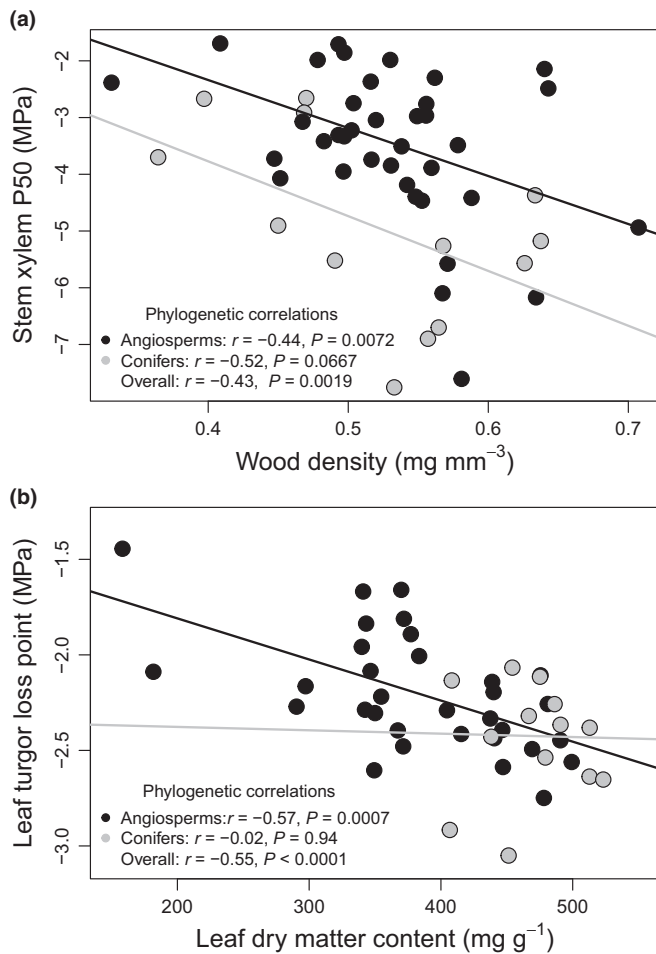 (a)
Stem xylem P50 (MPa)
−2
−3
−4
−5
−6
−7
Phylogenetic correlations
Angiosperms: r = −0.44, P = 0.0072
Conifers: r = −0.52, P = 0.0667
Overall: r = −0.43, P = 0.0019
0.4 0.5 0.6 0.7
Wood density (mg mm⁻³)
(b)
Leaf turgor loss point (MPa)
−1.5
−2.0
−2.5
−3.0
Phylogenetic correlations
Angiosperms:r = −0.57, P = 0.0007
Conifers: r = −0.02, P = 0.94
Overall: r = −0.55, P < 0.0001
200 300 400 500
Leaf dry matter content (mg g⁻¹)